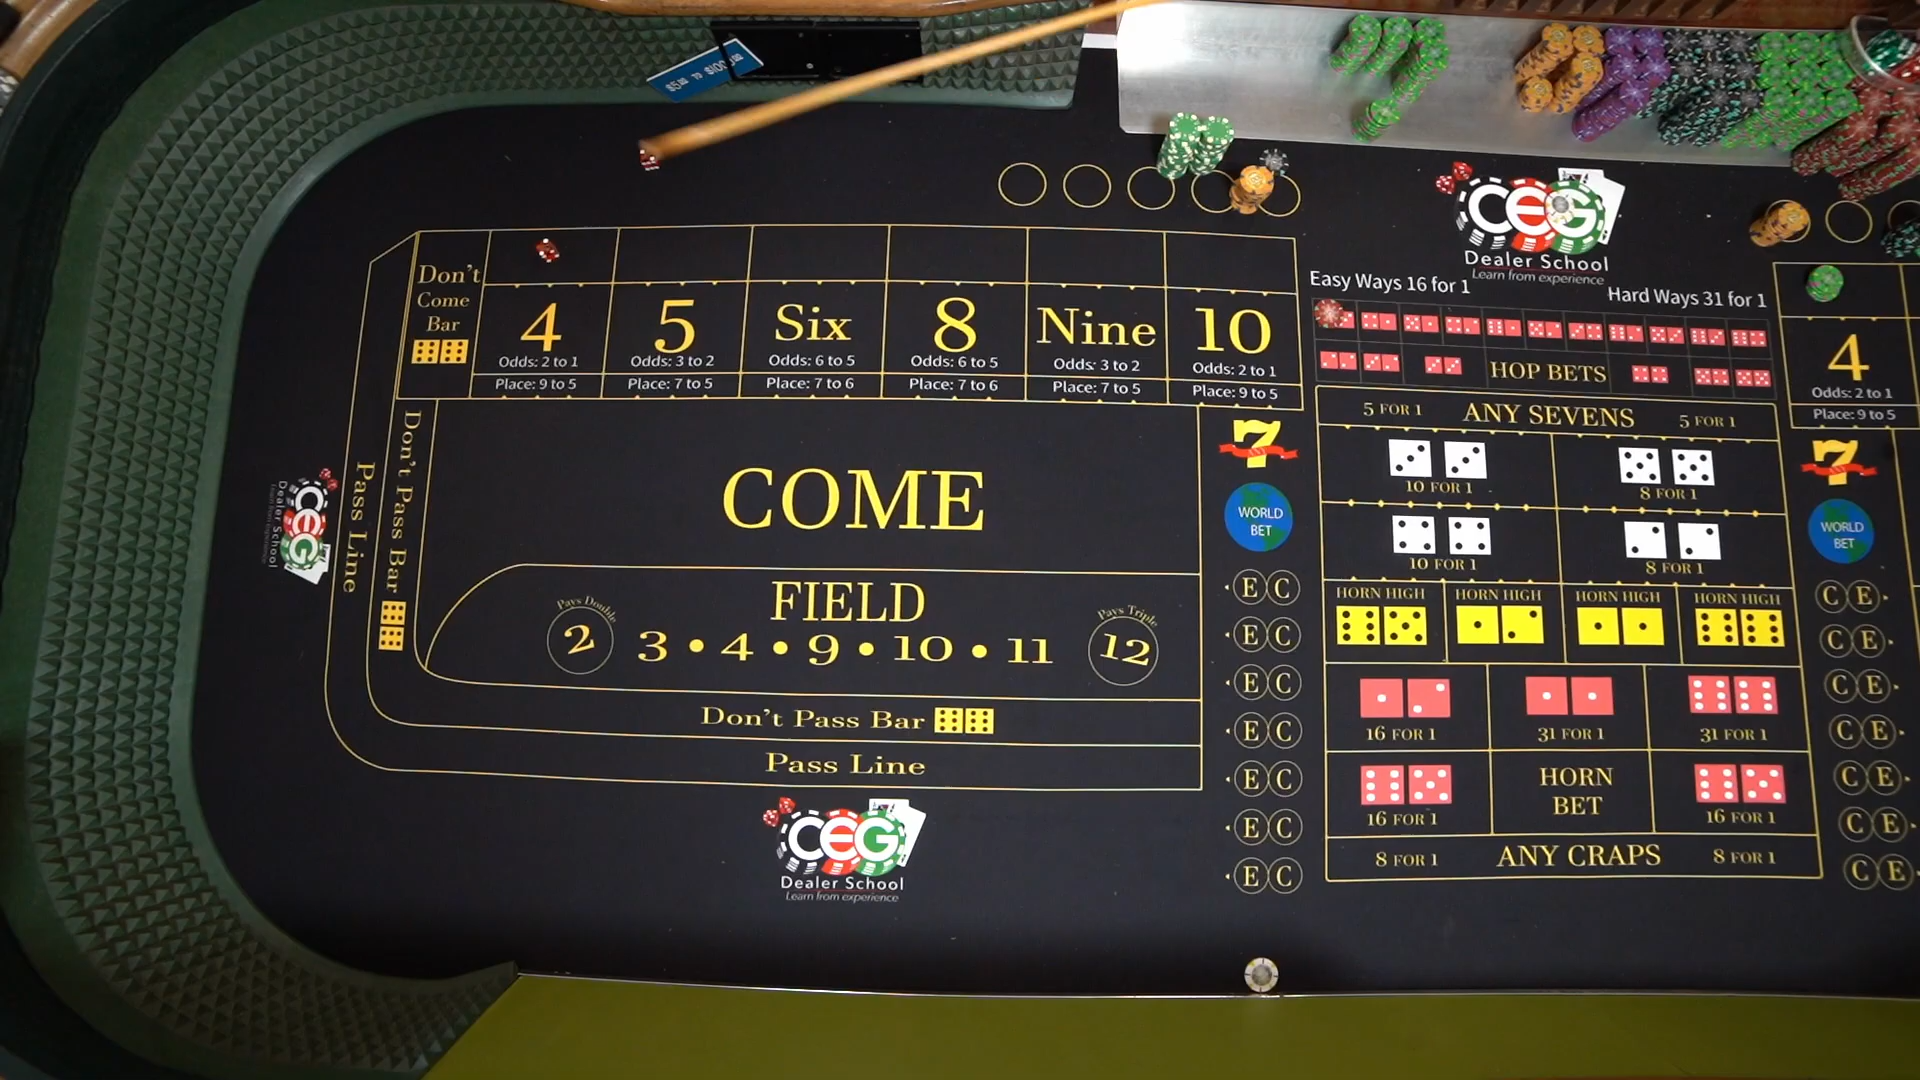 $5.00 TO $100
CEG
Dealer School
Learn from experience
Don't
Come
Bar
4
Odds: 2 to 1
Place: 9 to 5
5
Odds: 3 to 2
Place: 7 to 5
Six
Odds: 6 to 5
Place: 7 to 6
8
Odds: 6 to 5
Place: 7 to 6
Nine
Odds: 3 to 2
Place: 7 to 5
10
Odds: 2 to 1
Place: 9 to 5
Easy Ways 16 for 1
Hard Ways 31 for 1
HOP BETS
4
Odds: 2 to 1
Place: 9 to 5
5 FOR 1 ANY SEVENS 5 FOR 1
10 FOR 1
8 FOR 1
10 FOR 1
8 FOR 1
HORN HIGH
HORN HIGH
HORN HIGH
HORN HIGH
16 FOR 1
31 FOR 1
31 FOR 1
16 FOR 1
HORN
BET
16 FOR 1
8 FOR 1 ANY CRAPS 8 FOR 1
7
WORLD
BET
E C
E C
E C
E C
E C
E C
E C
7
WORLD
BET
C E
C E
C E
C E
C E
C E
C E
COME
FIELD
Pays Double
2
3 • 4 • 9 • 10 • 11
Pays Triple
12
Don't Pass Bar
Pass Line
Don't Pass Bar
Pass Line
CEG
Dealer School
CEG
Dealer School
Learn from experience